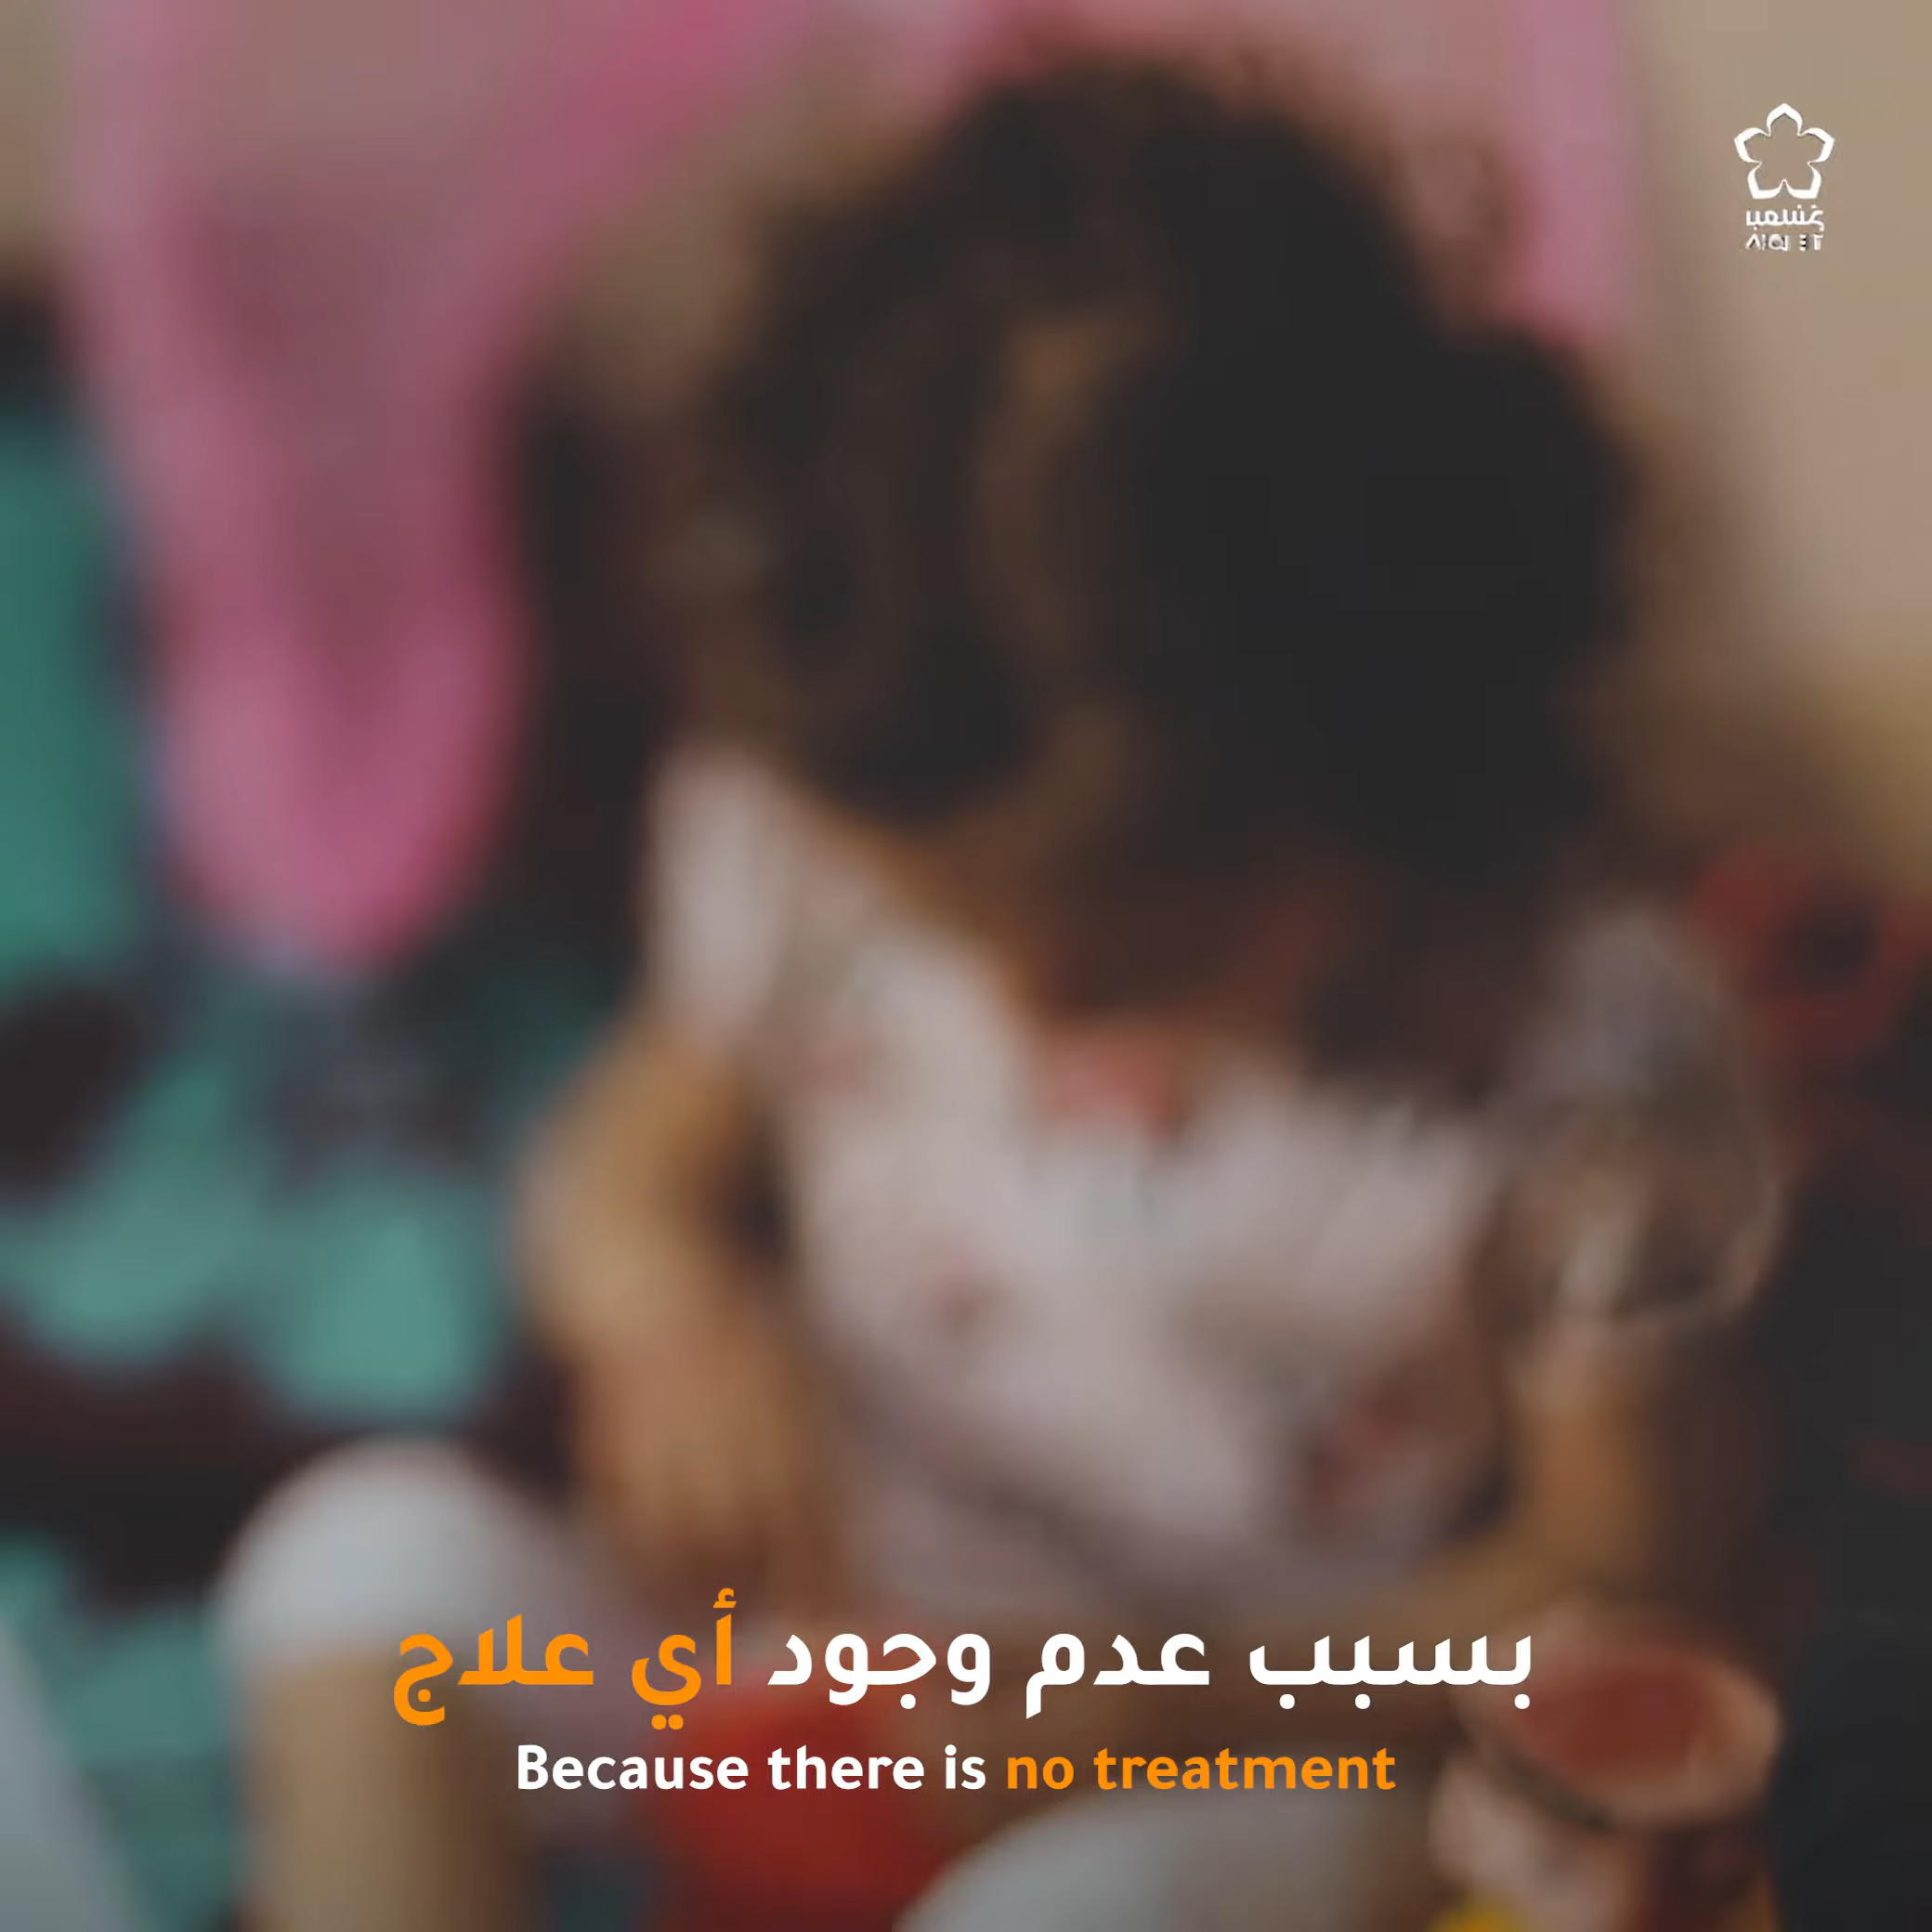 بسبب عدم وجود أي علاج
Because there is no treatment